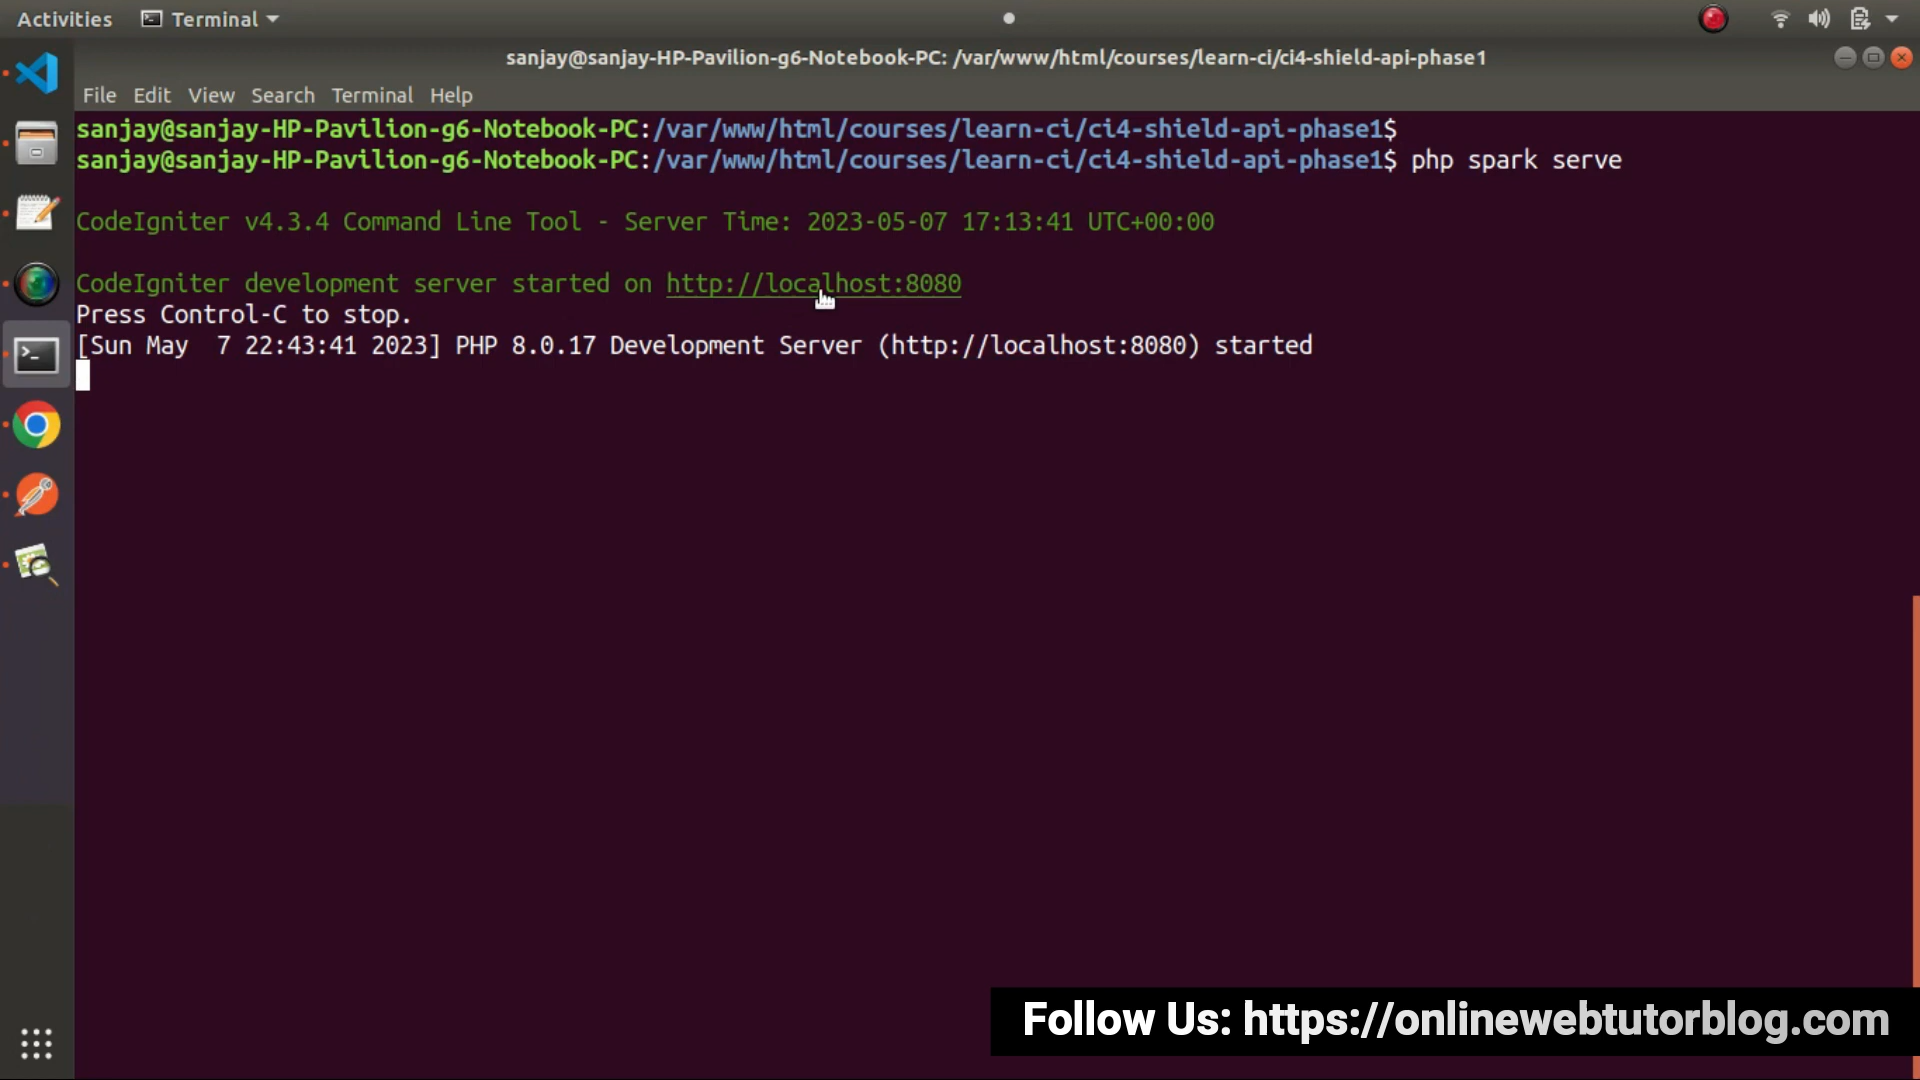 Activities Terminal
sanjay@sanjay-HP-Pavilion-g6-Notebook-PC: /var/www/html/courses/learn-ci/ci4-shield-api-phase1
File Edit View Search Terminal Help
sanjay@sanjay-HP-Pavilion-g6-Notebook-PC:/var/www/html/courses/learn-ci/ci4-shield-api-phase1$
sanjay@sanjay-HP-Pavilion-g6-Notebook-PC:/var/www/html/courses/learn-ci/ci4-shield-api-phase1$ php spark serve
CodeIgniter v4.3.4 Command Line Tool - Server Time: 2023-05-07 17:13:41 UTC+00:00
CodeIgniter development server started on http://localhost:8080
Press Control-C to stop.
[Sun May  7 22:43:41 2023] PHP 8.0.17 Development Server (http://localhost:8080) started
Follow Us: https://onlinewebtutorblog.com